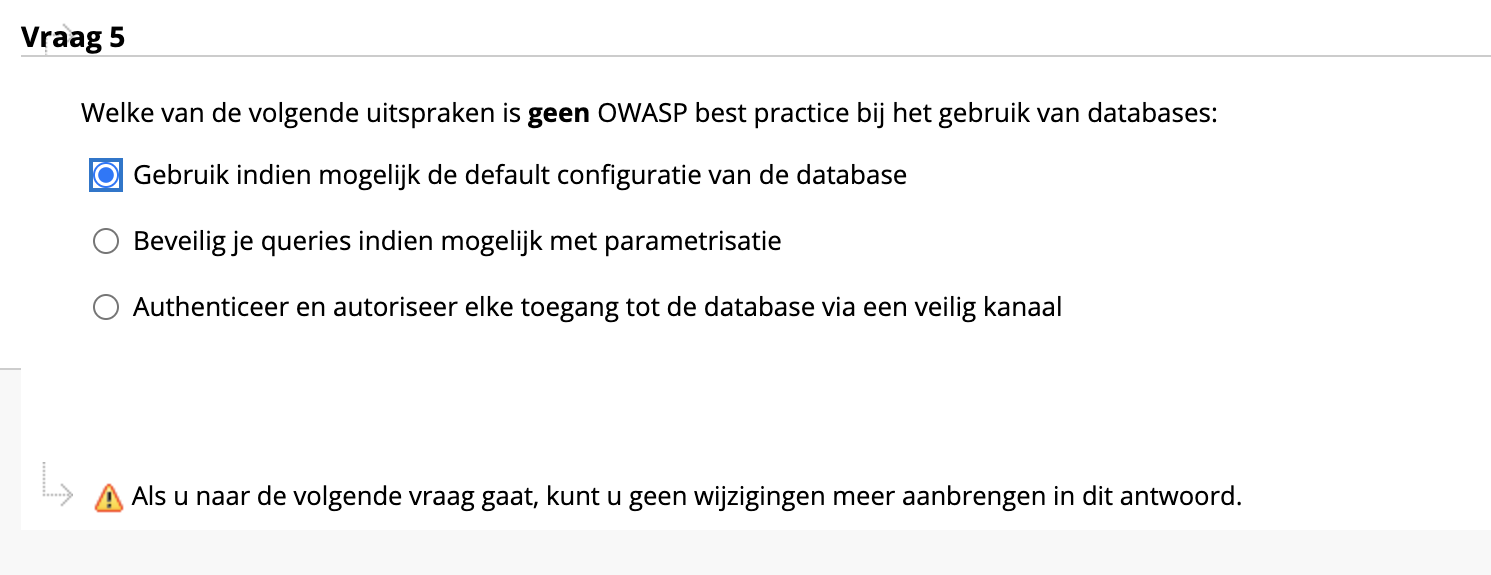 Vraag 5
Welke van de volgende uitspraken is geen OWASP best practice bij het gebruik van databases:
Gebruik indien mogelijk de default configuratie van de database
Beveilig je queries indien mogelijk met parametrisatie
Authenticeer en autoriseer elke toegang tot de database via een veilig kanaal
Als u naar de volgende vraag gaat, kunt u geen wijzigingen meer aanbrengen in dit antwoord.